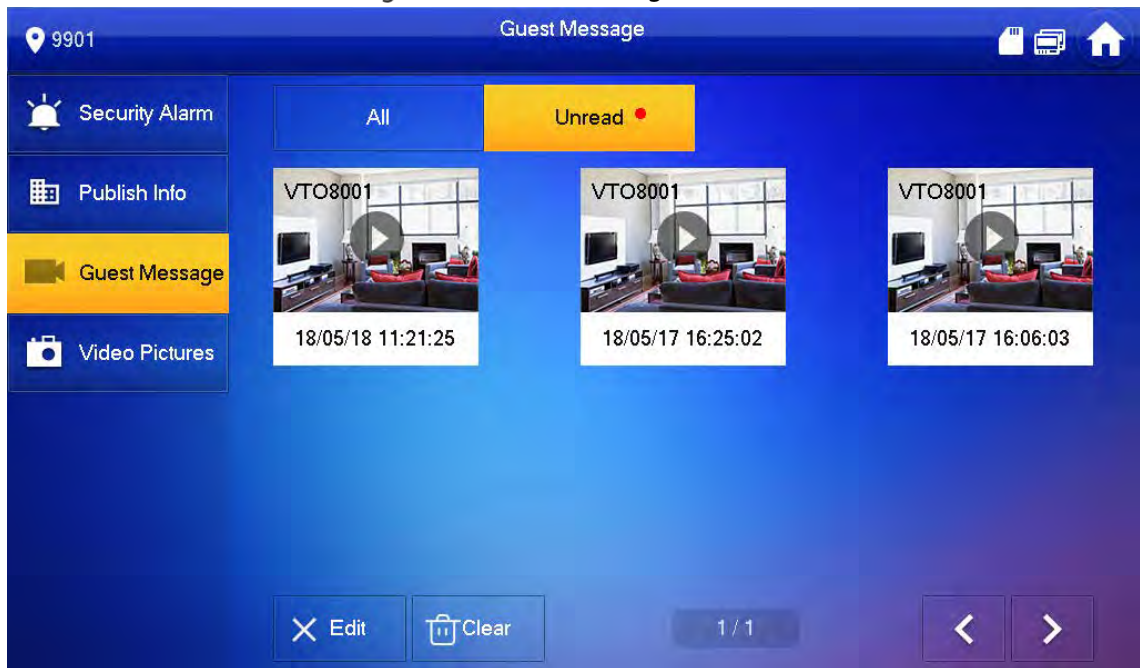 Guest Message
9901
Security Alarm
Publish Info
Guest Message
Video Pictures
All
Unread
VTO8001
VTO8001
VTO8001
18/05/18 11:21:25
18/05/17 16:25:02
18/05/17 16:06:03
Edit
Clear
1/1